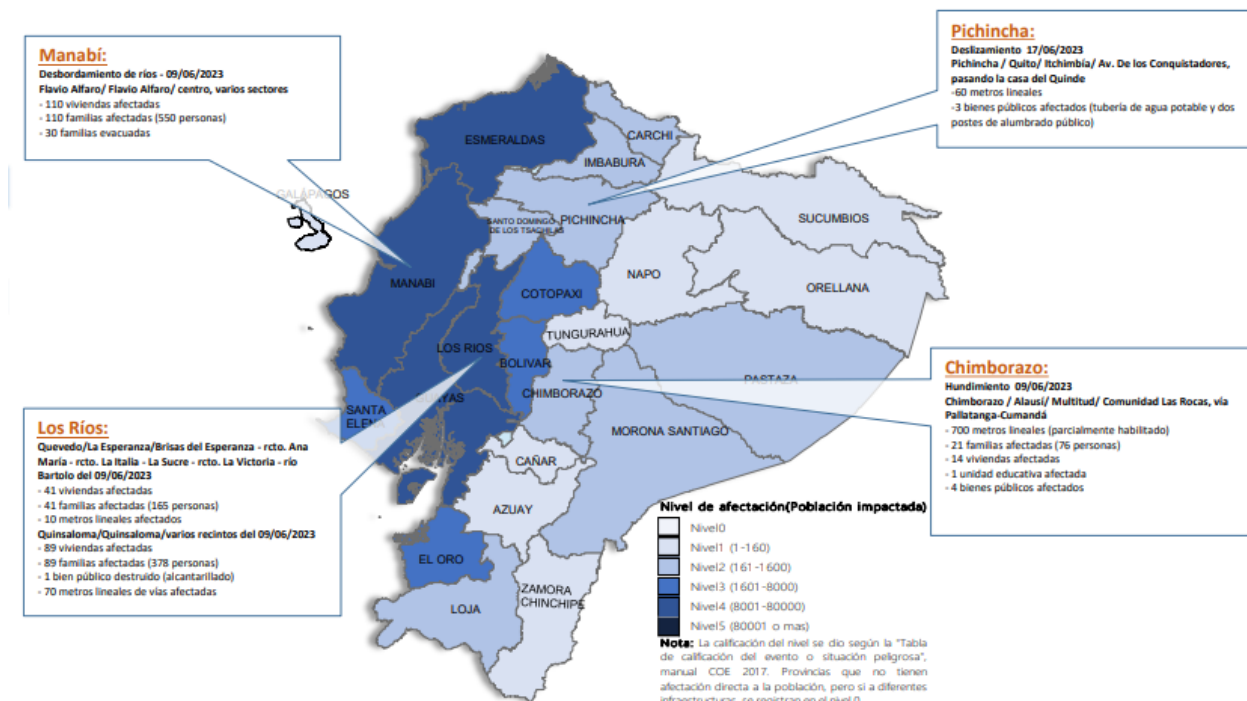 Manabí:
Desbordamiento de ríos - 09/06/2023
Flavio Alfaro/ Flavio Alfaro/ centro, varios sectores
- 110 viviendas afectadas
- 110 familias afectadas (550 personas)
- 30 familias evacuadas
Pichincha:
Deslizamiento 17/06/2023
Pichincha / Quito/ Itchimbía/ Av. De los Conquistadores,
pasando la casa del Quinde
-60 metros lineales
-3 bienes públicos afectados (tubería de agua potable y dos
postes de alumbrado público)
ESMERALDAS
CARCHI
IMBABURA
GALÁPAGOS
SANTO DOMINGO
DE LOS TSACHILAS
PICHINCHA
SUCUMBIOS
NAPO
ORELLANA
MANABI
COTOPAXI
TUNGURAHUA
LOS RIOS
BOLIVAR
PASTAZA
CHIMBORAZO
SANTA
ELENA
MORONA SANTIAGO
CAÑAR
AZUAY
EL ORO
LOJA
ZAMORA
CHINCHIPE
Los Ríos:
Quevedo/La Esperanza/Brisas del Esperanza - rcto. Ana
María - rcto. La Italia - La Sucre - rcto. La Victoria - río
Bartolo del 09/06/2023
- 41 viviendas afectadas
- 41 familias afectadas (165 personas)
- 10 metros lineales afectados
Quinsaloma/Quinsaloma/varios recintos del 09/06/2023
- 89 viviendas afectadas
- 89 familias afectadas (378 personas)
- 1 bien público destruido (alcantarillado)
- 70 metros lineales de vías afectadas
Chimborazo:
Hundimiento 09/06/2023
Chimborazo / Alausí/ Multitud/ Comunidad Las Rocas, vía
Pallatanga-Cumandá
- 700 metros lineales (parcialmente habilitado)
- 21 familias afectadas (76 personas)
- 14 viviendas afectadas
- 1 unidad educativa afectada
- 4 bienes públicos afectados
Nivel de afectación(Población impactada)
Nivel0
Nivel1 (1-160)
Nivel2 (161-1600)
Nivel3 (1601-8000)
Nivel4 (8001-80000)
Nivel5 (80001 o mas)
Nota: La calificación del nivel se dio según la "Tabla
de calificación del evento o situación peligrosa",
manual COE 2017. Provincias que no tienen
afectación directa a la población, pero si a diferentes
infraestructuras, se registran en el nivel 0